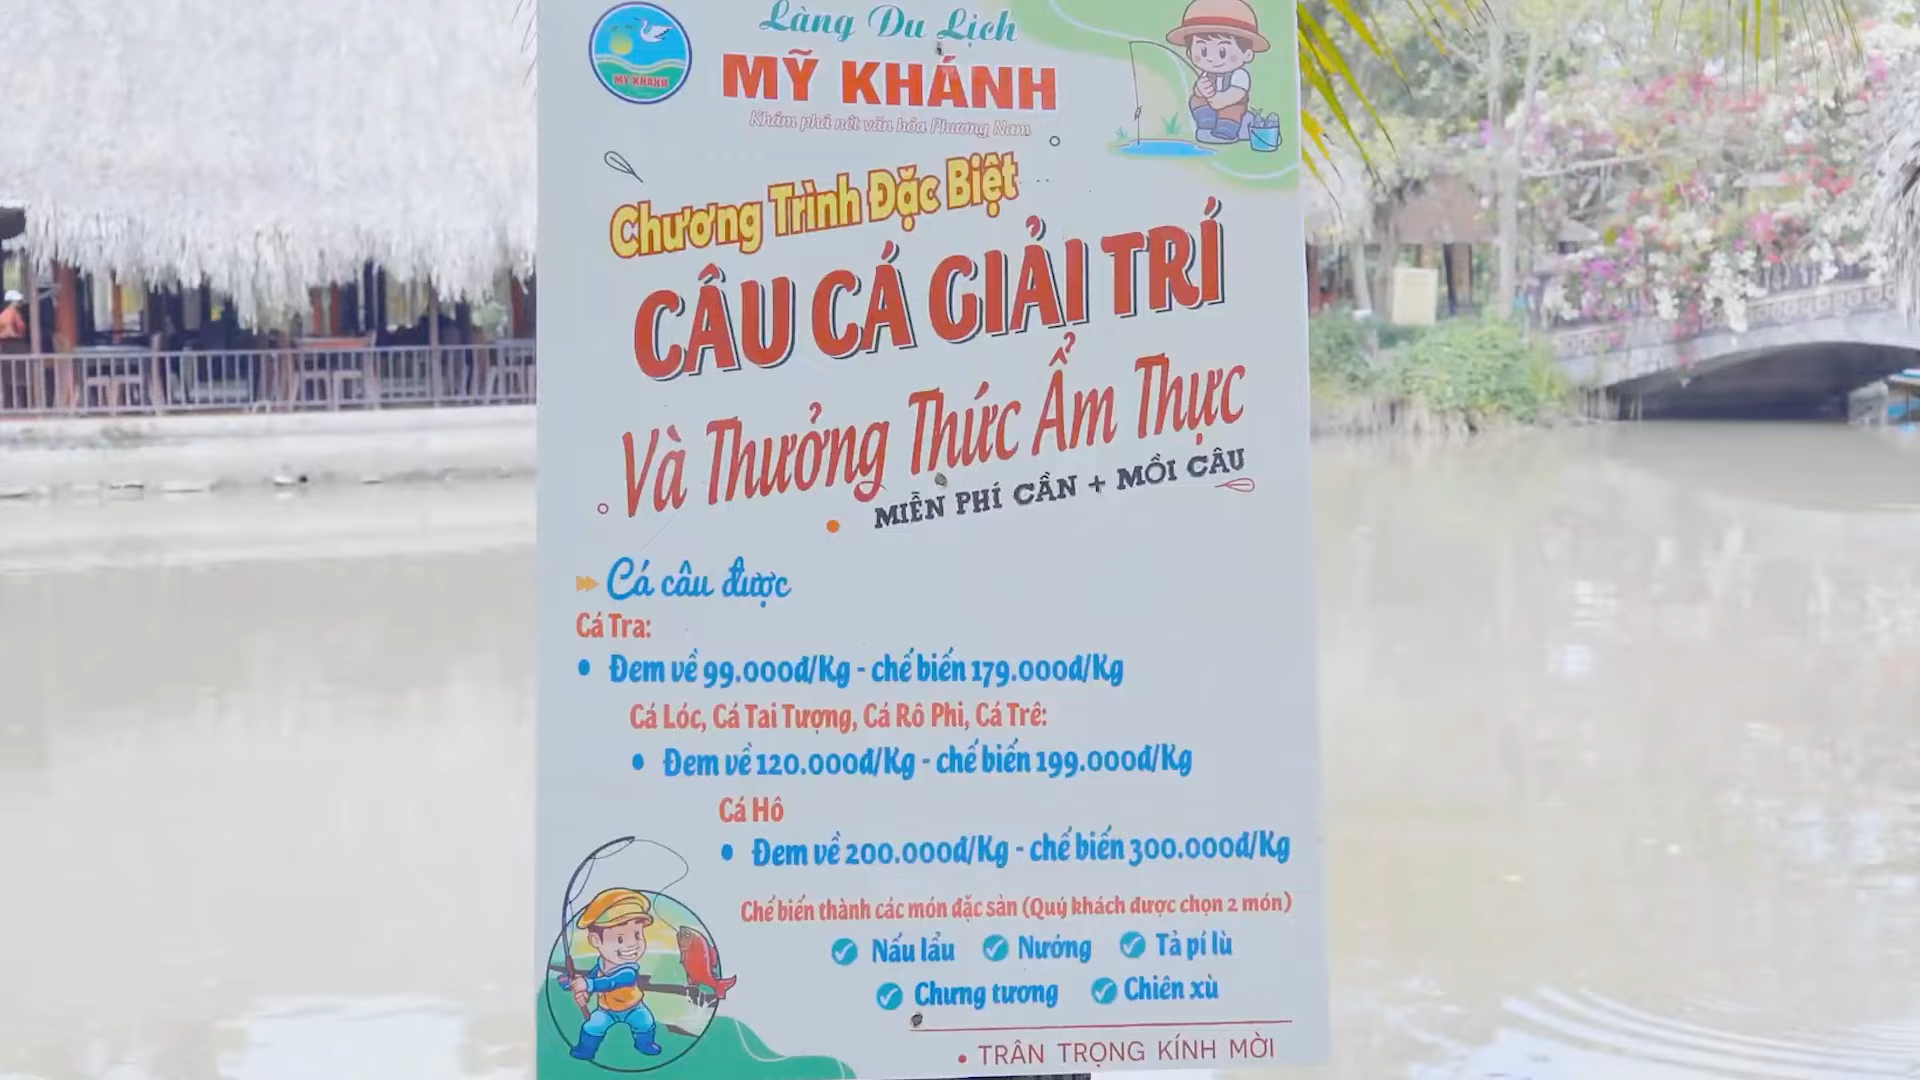 Làng Du Lịch
MỸ KHÁNH
MỸ KHÁNH
Khám phá nét văn hóa Phương Nam
Chương Trình Đặc Biệt
CÂU CÁ GIẢI TRÍ
Và Thưởng Thức Ẩm Thực
MIỄN PHÍ CẦN + MỒI CÂU
Cá câu được
Cá Tra:
• Đem về 99.000đ/Kg - chế biến 179.000đ/Kg
Cá Lóc, Cá Tai Tượng, Cá Rô Phi, Cá Trê:
• Đem về 120.000đ/Kg - chế biến 199.000đ/Kg
Cá Hô
• Đem về 200.000đ/Kg - chế biến 300.000đ/Kg
Chế biến thành các món đặc sản (Quý khách được chọn 2 món)
Nấu lẩu Nướng Tả pí lù
Chưng tương Chiên xù
• TRÂN TRỌNG KÍNH MỜI